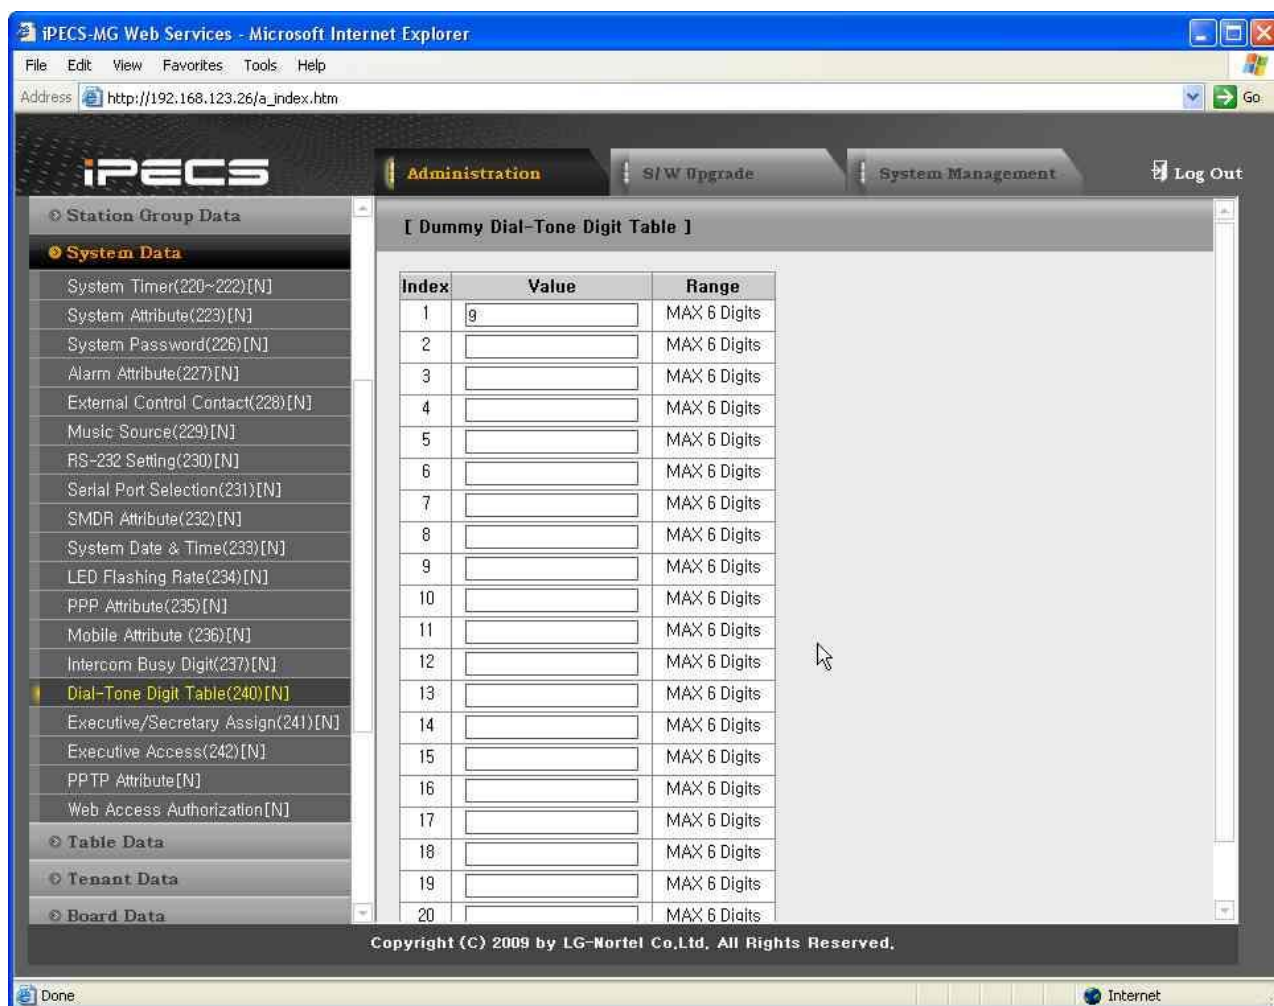 iPECS-MG Web Services - Microsoft Internet Explorer
File Edit View Favorites Tools Help
Address http://192.168.123.26/a_index.htm Go
iPECS Administration S/W Upgrade System Management Log Out
Station Group Data
System Data
System Timer(220~222)[N]
System Attribute(223)[N]
System Password(226)[N]
Alarm Attribute(227)[N]
External Control Contact(228)[N]
Music Source(229)[N]
RS-232 Setting(230)[N]
Serial Port Selection(231)[N]
SMDR Attribute(232)[N]
System Date & Time(233)[N]
LED Flashing Rate(234)[N]
PPP Attribute(235)[N]
Mobile Attribute (236)[N]
Intercom Busy Digit(237)[N]
Dial-Tone Digit Table(240)[N]
Executive/Secretary Assign(241)[N]
Executive Access(242)[N]
PPTP Attribute[N]
Web Access Authorization[N]
Table Data
Tenant Data
Board Data
[ Dummy Dial-Tone Digit Table ]
Index Value Range
1 9 MAX 6 Digits
2 MAX 6 Digits
3 MAX 6 Digits
4 MAX 6 Digits
5 MAX 6 Digits
6 MAX 6 Digits
7 MAX 6 Digits
8 MAX 6 Digits
9 MAX 6 Digits
10 MAX 6 Digits
11 MAX 6 Digits
12 MAX 6 Digits
13 MAX 6 Digits
14 MAX 6 Digits
15 MAX 6 Digits
16 MAX 6 Digits
17 MAX 6 Digits
18 MAX 6 Digits
19 MAX 6 Digits
20 MAX 6 Digits
Copyright (C) 2009 by LG-Nortel Co,Ltd, All Rights Reserved.
Done Internet